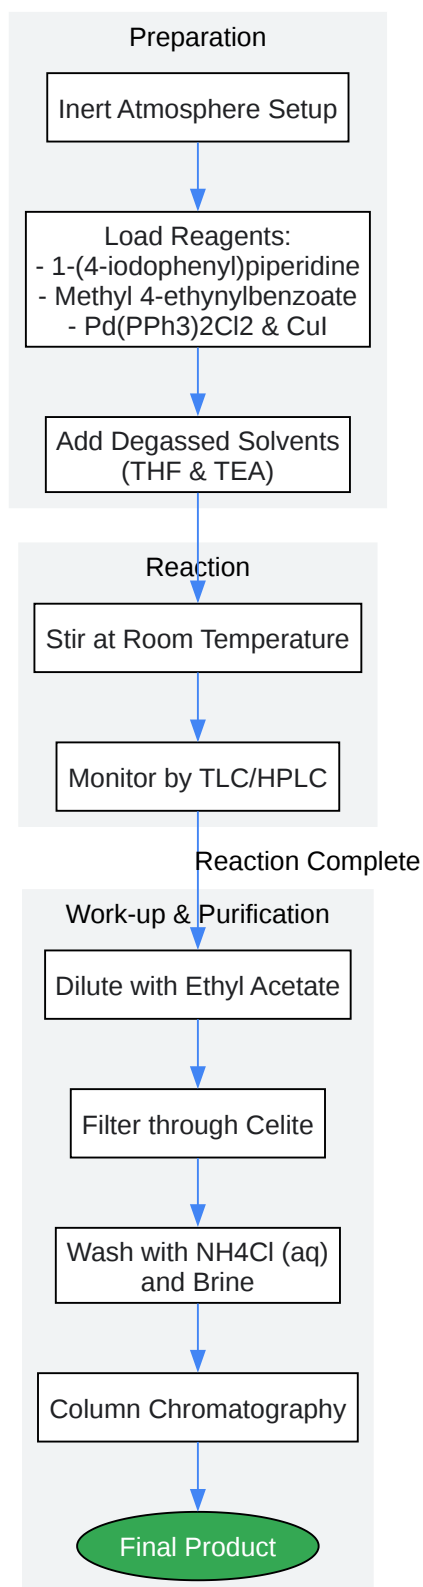 Preparation
Inert Atmosphere Setup
Load Reagents:
- 1-(4-iodophenyl)piperidine
- Methyl 4-ethynylbenzoate
- Pd(PPh3)2Cl2 & CuI
Add Degassed Solvents
(THF & TEA)
Reaction
Stir at Room Temperature
Monitor by TLC/HPLC
Reaction Complete
Work-up & Purification
Dilute with Ethyl Acetate
Filter through Celite
Wash with NH4Cl (aq)
and Brine
Column Chromatography
Final Product